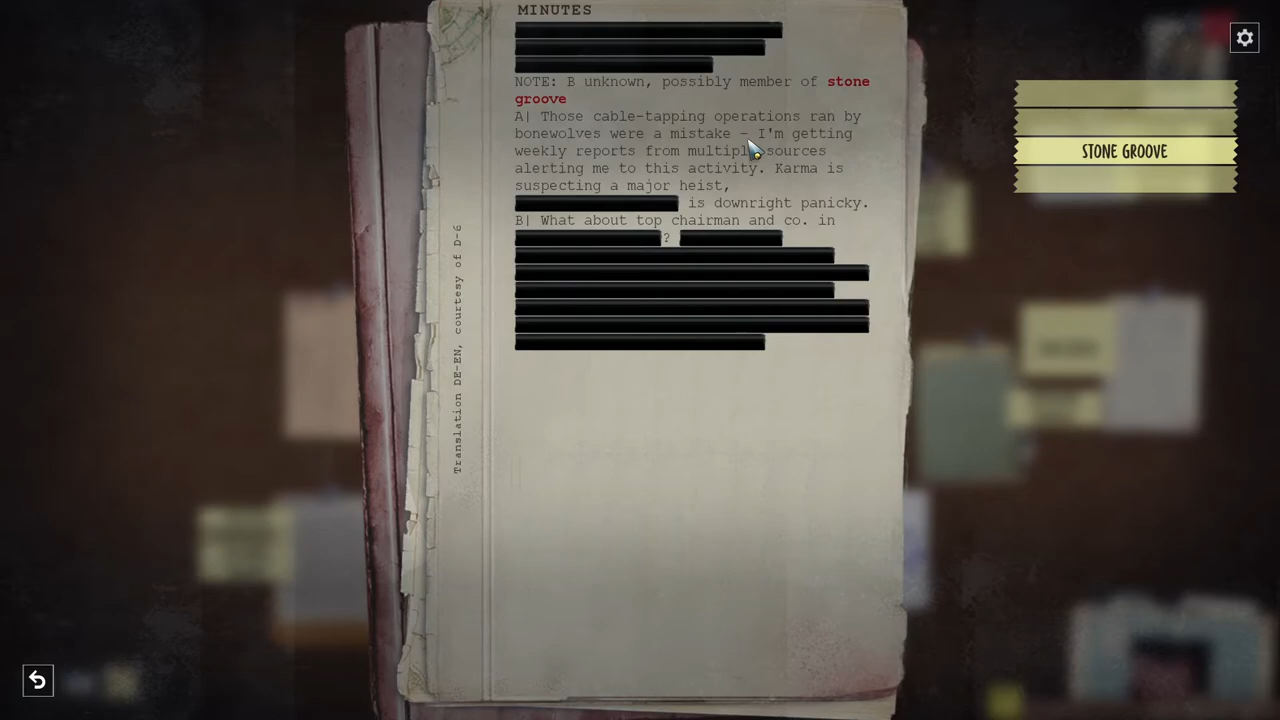 MINUTES
NOTE: B unknown, possibly member of stone
groove
A| Those cable-tapping operations ran by
bonewolves were a mistake - I'm getting
weekly reports from multiple sources
alerting me to this activity. Karma is
suspecting a major heist,
is downright panicky.
B| What about top chairman and co. in
?
Translation DE-EN, courtesy of D-6
STONE GROOVE